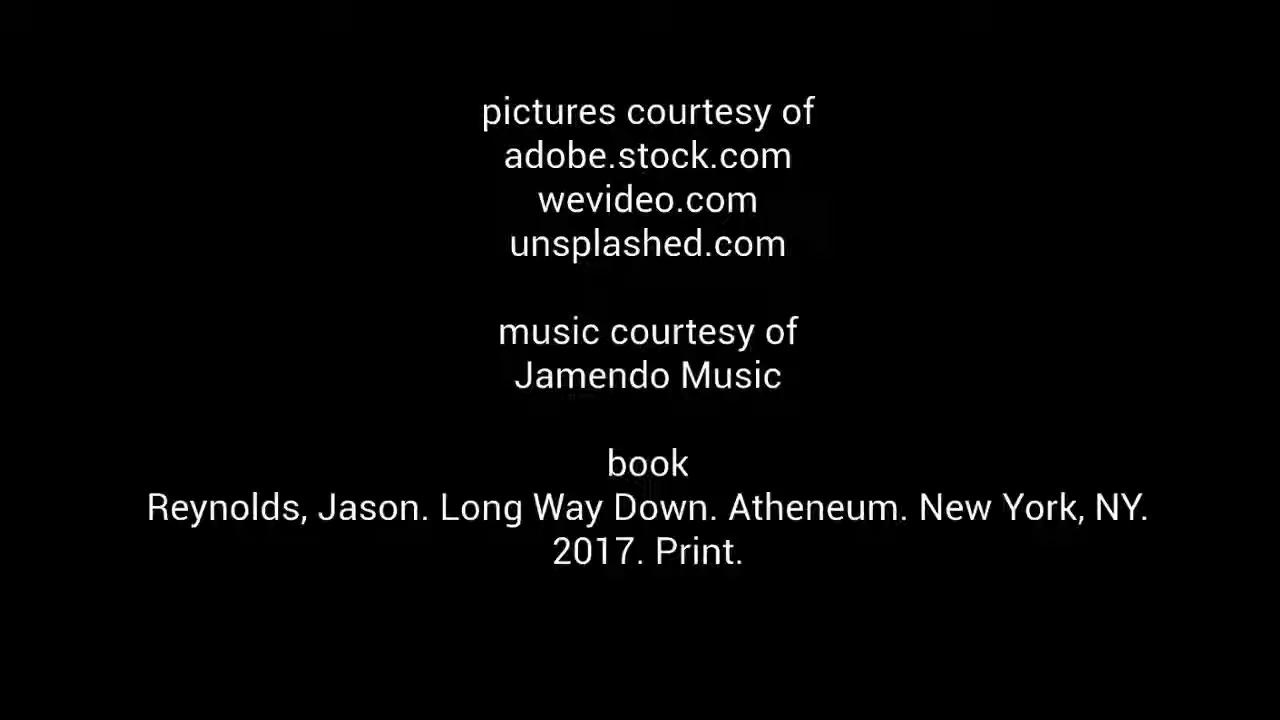 pictures courtesy of
adobe.stock.com
wevideo.com
unsplashed.com
music courtesy of
Jamendo Music
book
Reynolds, Jason. Long Way Down. Atheneum. New York, NY.
2017. Print.